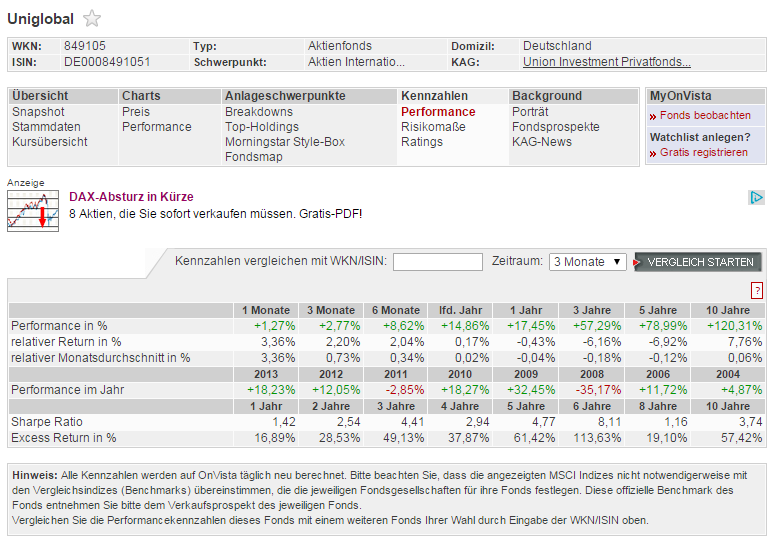 Uniglobal
WKN: 849105 Typ: Aktienfonds Domizil: Deutschland
ISIN: DE0008491051 Schwerpunkt: Aktien Internatio... KAG: Union Investment Privatfonds...
Übersicht Charts Anlageschwerpunkte Kennzahlen Background MyOnVista
Snapshot Preis Breakdowns Performance Porträt Fonds beobachten
Stammdaten Performance Top-Holdings Risikomaße Fondsprospekte
Kursübersicht Morningstar Style-Box Ratings KAG-News Watchlist anlegen?
Fondsmap Gratis registrieren
Anzeige
DAX-Absturz in Kürze
8 Aktien, die Sie sofort verkaufen müssen. Gratis-PDF!
Kennzahlen vergleichen mit WKN/ISIN: Zeitraum: 3 Monate VERGLEICH STARTEN
?
1 Monate 3 Monate 6 Monate lfd. Jahr 1 Jahr 3 Jahre 5 Jahre 10 Jahre
Performance in % +1,27% +2,77% +8,62% +14,86% +17,45% +57,29% +78,99% +120,31%
relativer Return in % 3,36% 2,20% 2,04% 0,17% -0,43% -6,16% -6,92% 7,76%
relativer Monatsdurchschnitt in % 3,36% 0,73% 0,34% 0,02% -0,04% -0,18% -0,12% 0,06%
2013 2012 2011 2010 2009 2008 2006 2004
Performance im Jahr +18,23% +12,05% -2,85% +18,27% +32,45% -35,17% +11,72% +4,87%
1 Jahr 2 Jahre 3 Jahre 4 Jahre 5 Jahre 6 Jahre 8 Jahre 10 Jahre
Sharpe Ratio 1,42 2,54 4,41 2,94 4,77 8,11 1,16 3,74
Excess Return in % 16,89% 28,53% 49,13% 37,87% 61,42% 113,63% 19,10% 57,42%
Hinweis: Alle Kennzahlen werden auf OnVista täglich neu berechnet. Bitte beachten Sie, dass die angezeigten MSCI Indizes nicht notwendigerweise mit
den Vergleichsindizes (Benchmarks) übereinstimmen, die die jeweiligen Fondsgesellschaften für ihre Fonds festlegen. Diese offizielle Benchmark des
Fonds entnehmen Sie bitte dem Verkaufsprospekt des jeweiligen Fonds.
Vergleichen Sie die Performancekennzahlen dieses Fonds mit einem weiteren Fonds Ihrer Wahl durch Eingabe der WKN/ISIN oben.